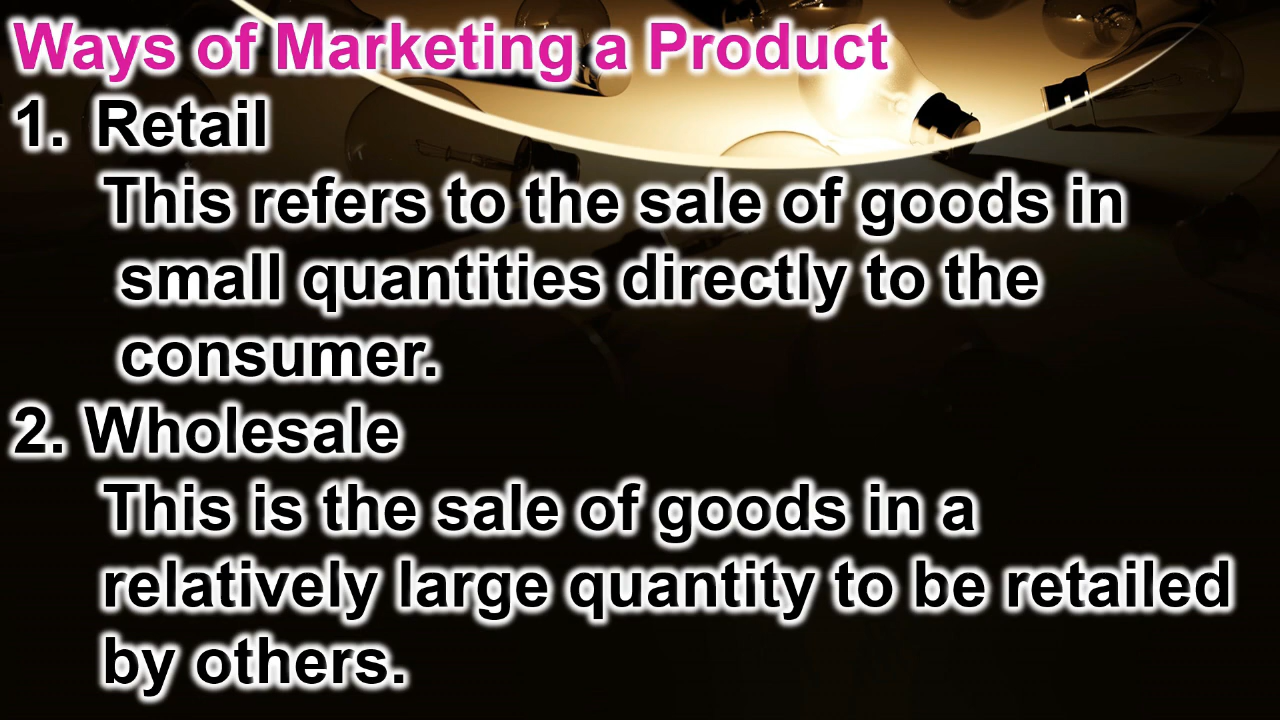 Ways of Marketing a Product
1. Retail
This refers to the sale of goods in
small quantities directly to the
consumer.
2. Wholesale
This is the sale of goods in a
relatively large quantity to be retailed
by others.